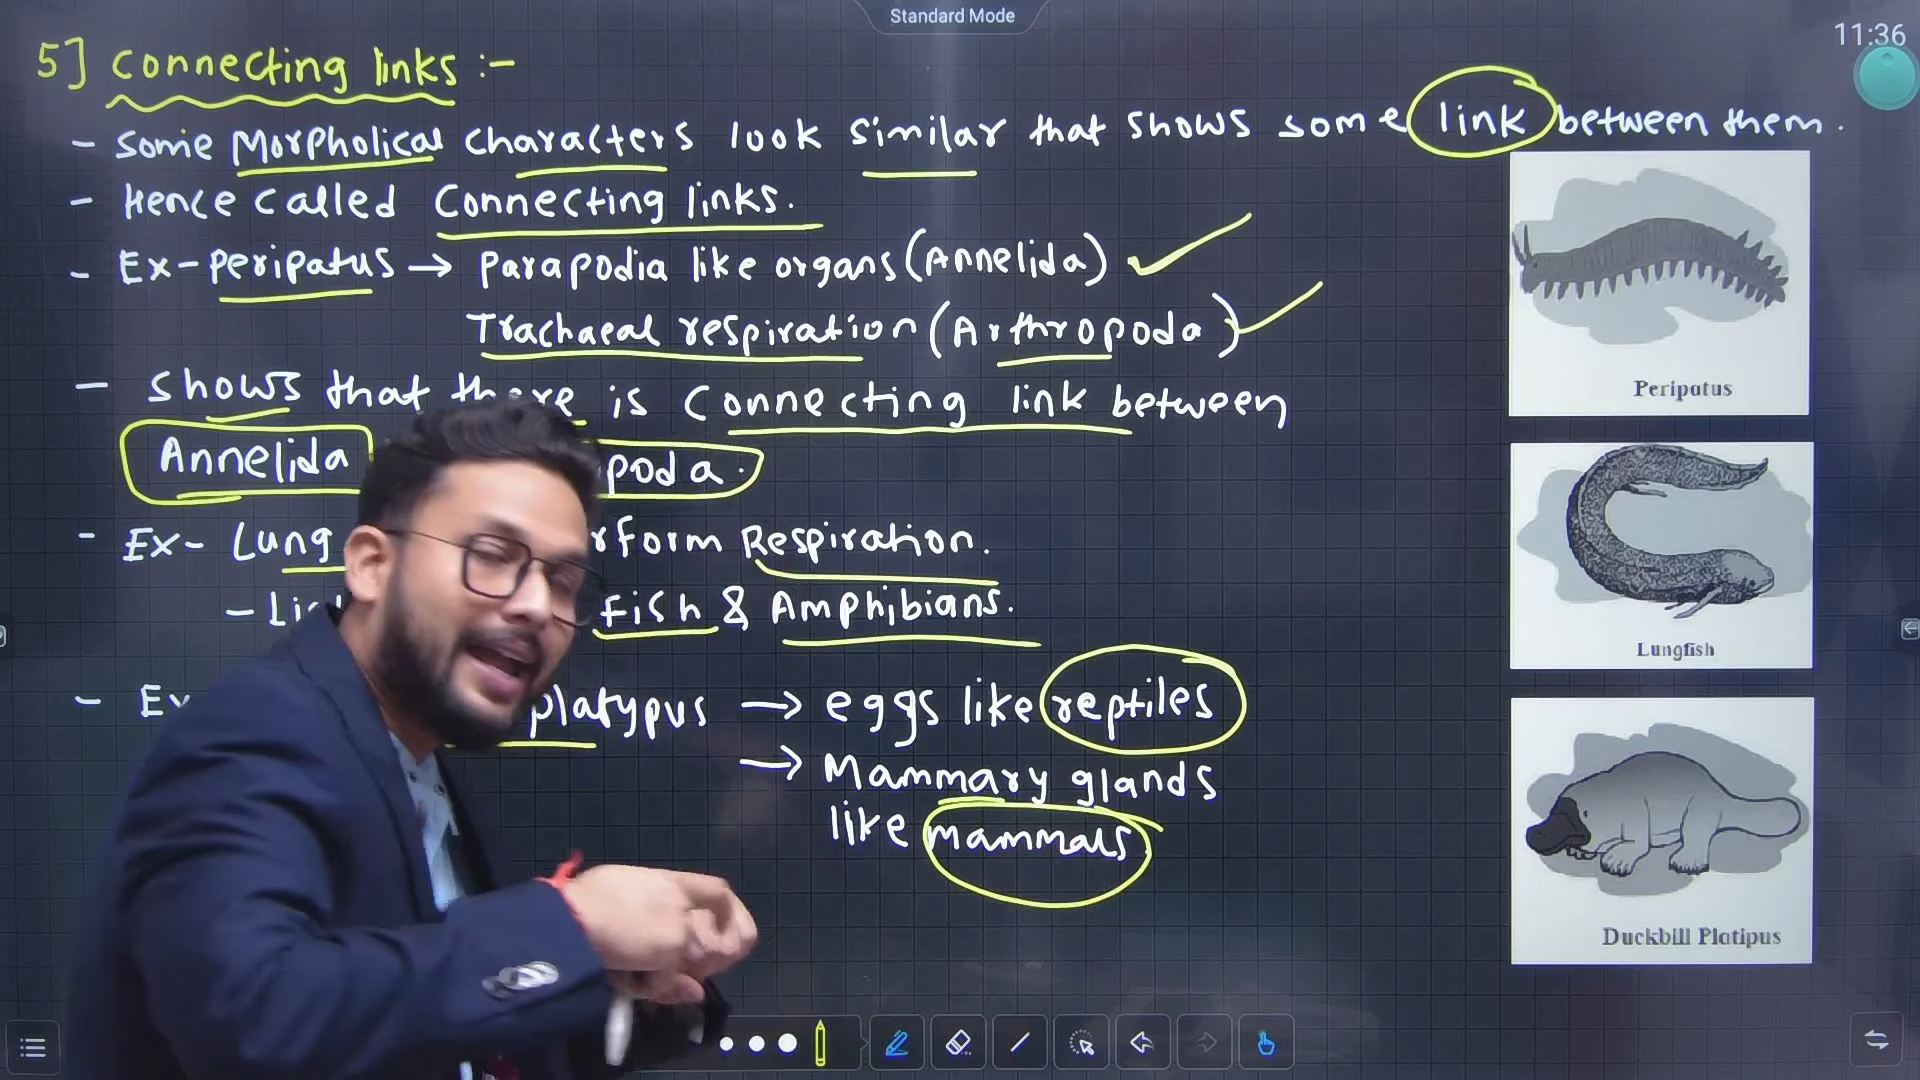 Standard Mode
11:36
5] Connecting links :-
- Some Morpholical characters look similar that shows some link between them.
- Hence called Connecting links.
- Ex-peripatus → parapodia like organs (Annelida)
Trachaeal respiration (Arthropoda)
- shows that there is Connecting link between
Annelida poda.
- Ex- Lung rform Respiration.
- Fish & Amphibians.
- Ex platypus → eggs like reptiles
→ Mammary glands
like mammals.
Peripatus
Lungfish
Duckbill Platipus